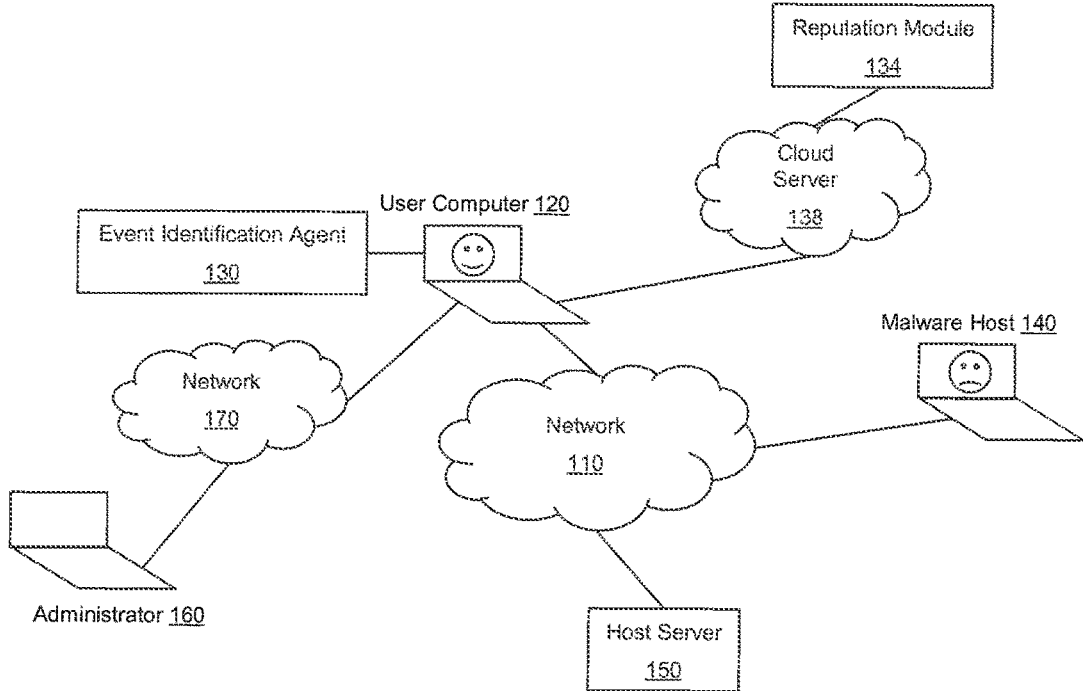 Reputation Module
134
Cloud
Server
138
User Computer 120
Event Identification Agent
130
Malware Host 140
Network
170
Network
110
Administrator 160
Host Server
150